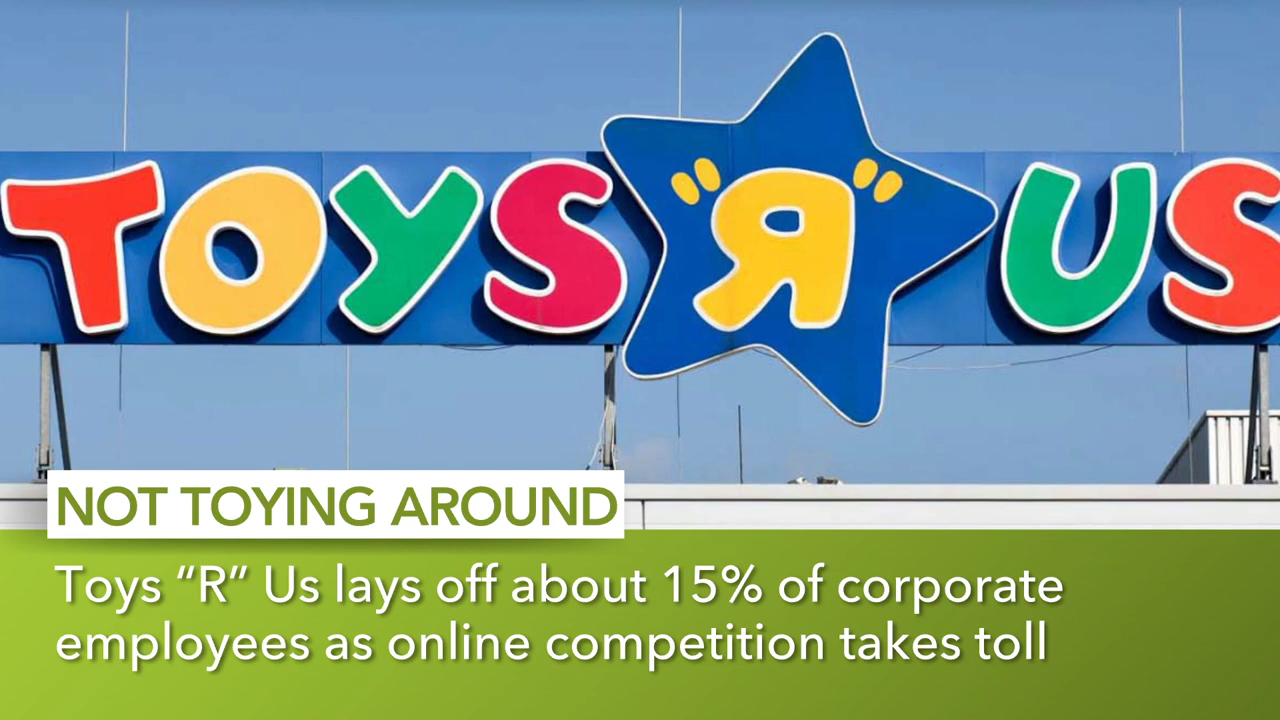 TOYS "R" US
NOT TOYING AROUND
Toys “R” Us lays off about 15% of corporate
employees as online competition takes toll